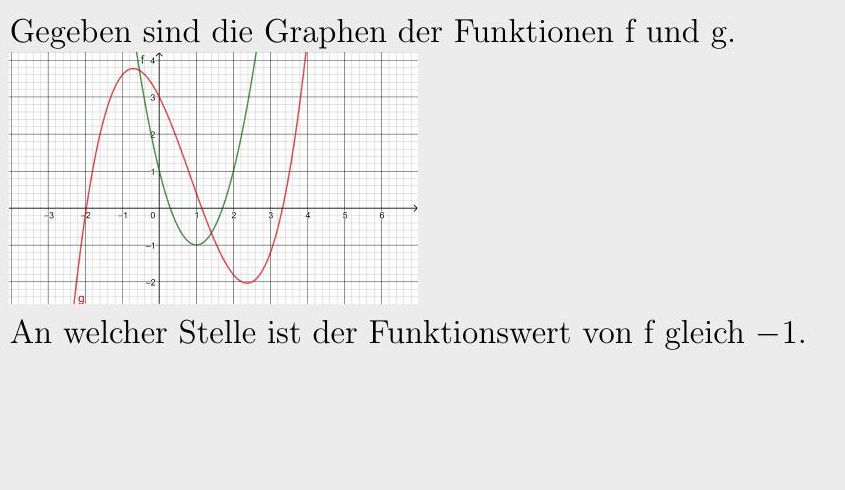 Gegeben sind die Graphen der Funktionen f und g.
f 4
3
2
1
-3 -2 -1 0 1 2 3 4 5 6
-1
-2
g
An welcher Stelle ist der Funktionswert von f gleich −1.